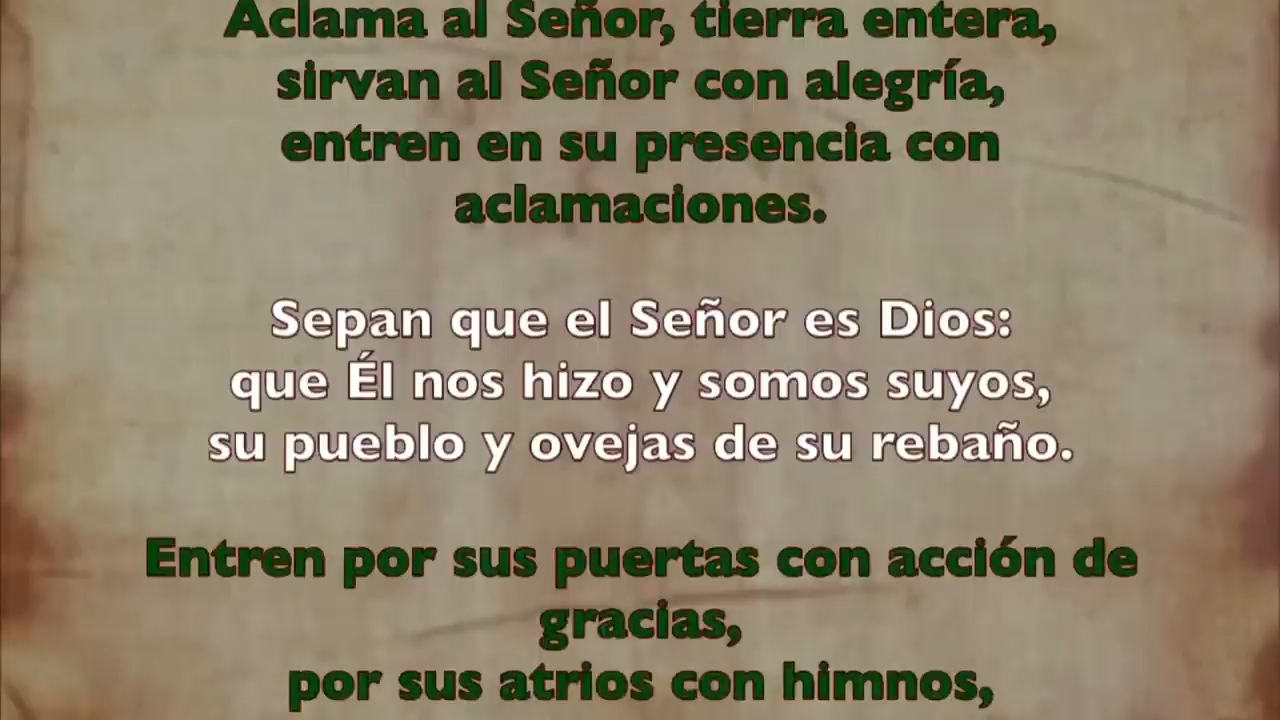 Aclama al Señor, tierra entera,
sirvan al Señor con alegría,
entren en su presencia con
aclamaciones.
Sepan que el Señor es Dios:
que Él nos hizo y somos suyos,
su pueblo y ovejas de su rebaño.
Entren por sus puertas con acción de
gracias,
por sus atrios con himnos,